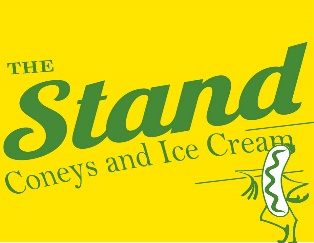 THE
Stand
Coneys and Ice Cream